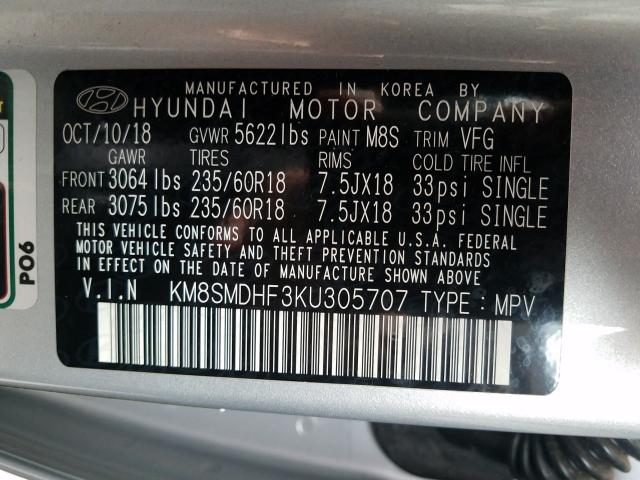 MANUFACTURED IN KOREA BY
HYUNDAI MOTOR COMPANY
OCT/10/18 GVWR 5622lbs PAINT M8S TRIM VFG
GAWR TIRES RIMS COLD TIRE INFL
FRONT 3064lbs 235/60R18 7.5JX18 33psi SINGLE
REAR 3075lbs 235/60R18 7.5JX18 33psi SINGLE
THIS VEHICLE CONFORMS TO ALL APPLICABLE U.S.A. FEDERAL
MOTOR VEHICLE SAFETY AND THEFT PREVENTION STANDARDS
IN EFFECT ON THE DATE OF MANUFACTURE SHOWN ABOVE.
V.I.N KM8SMDHF3KU305707 TYPE : MPV
PO6